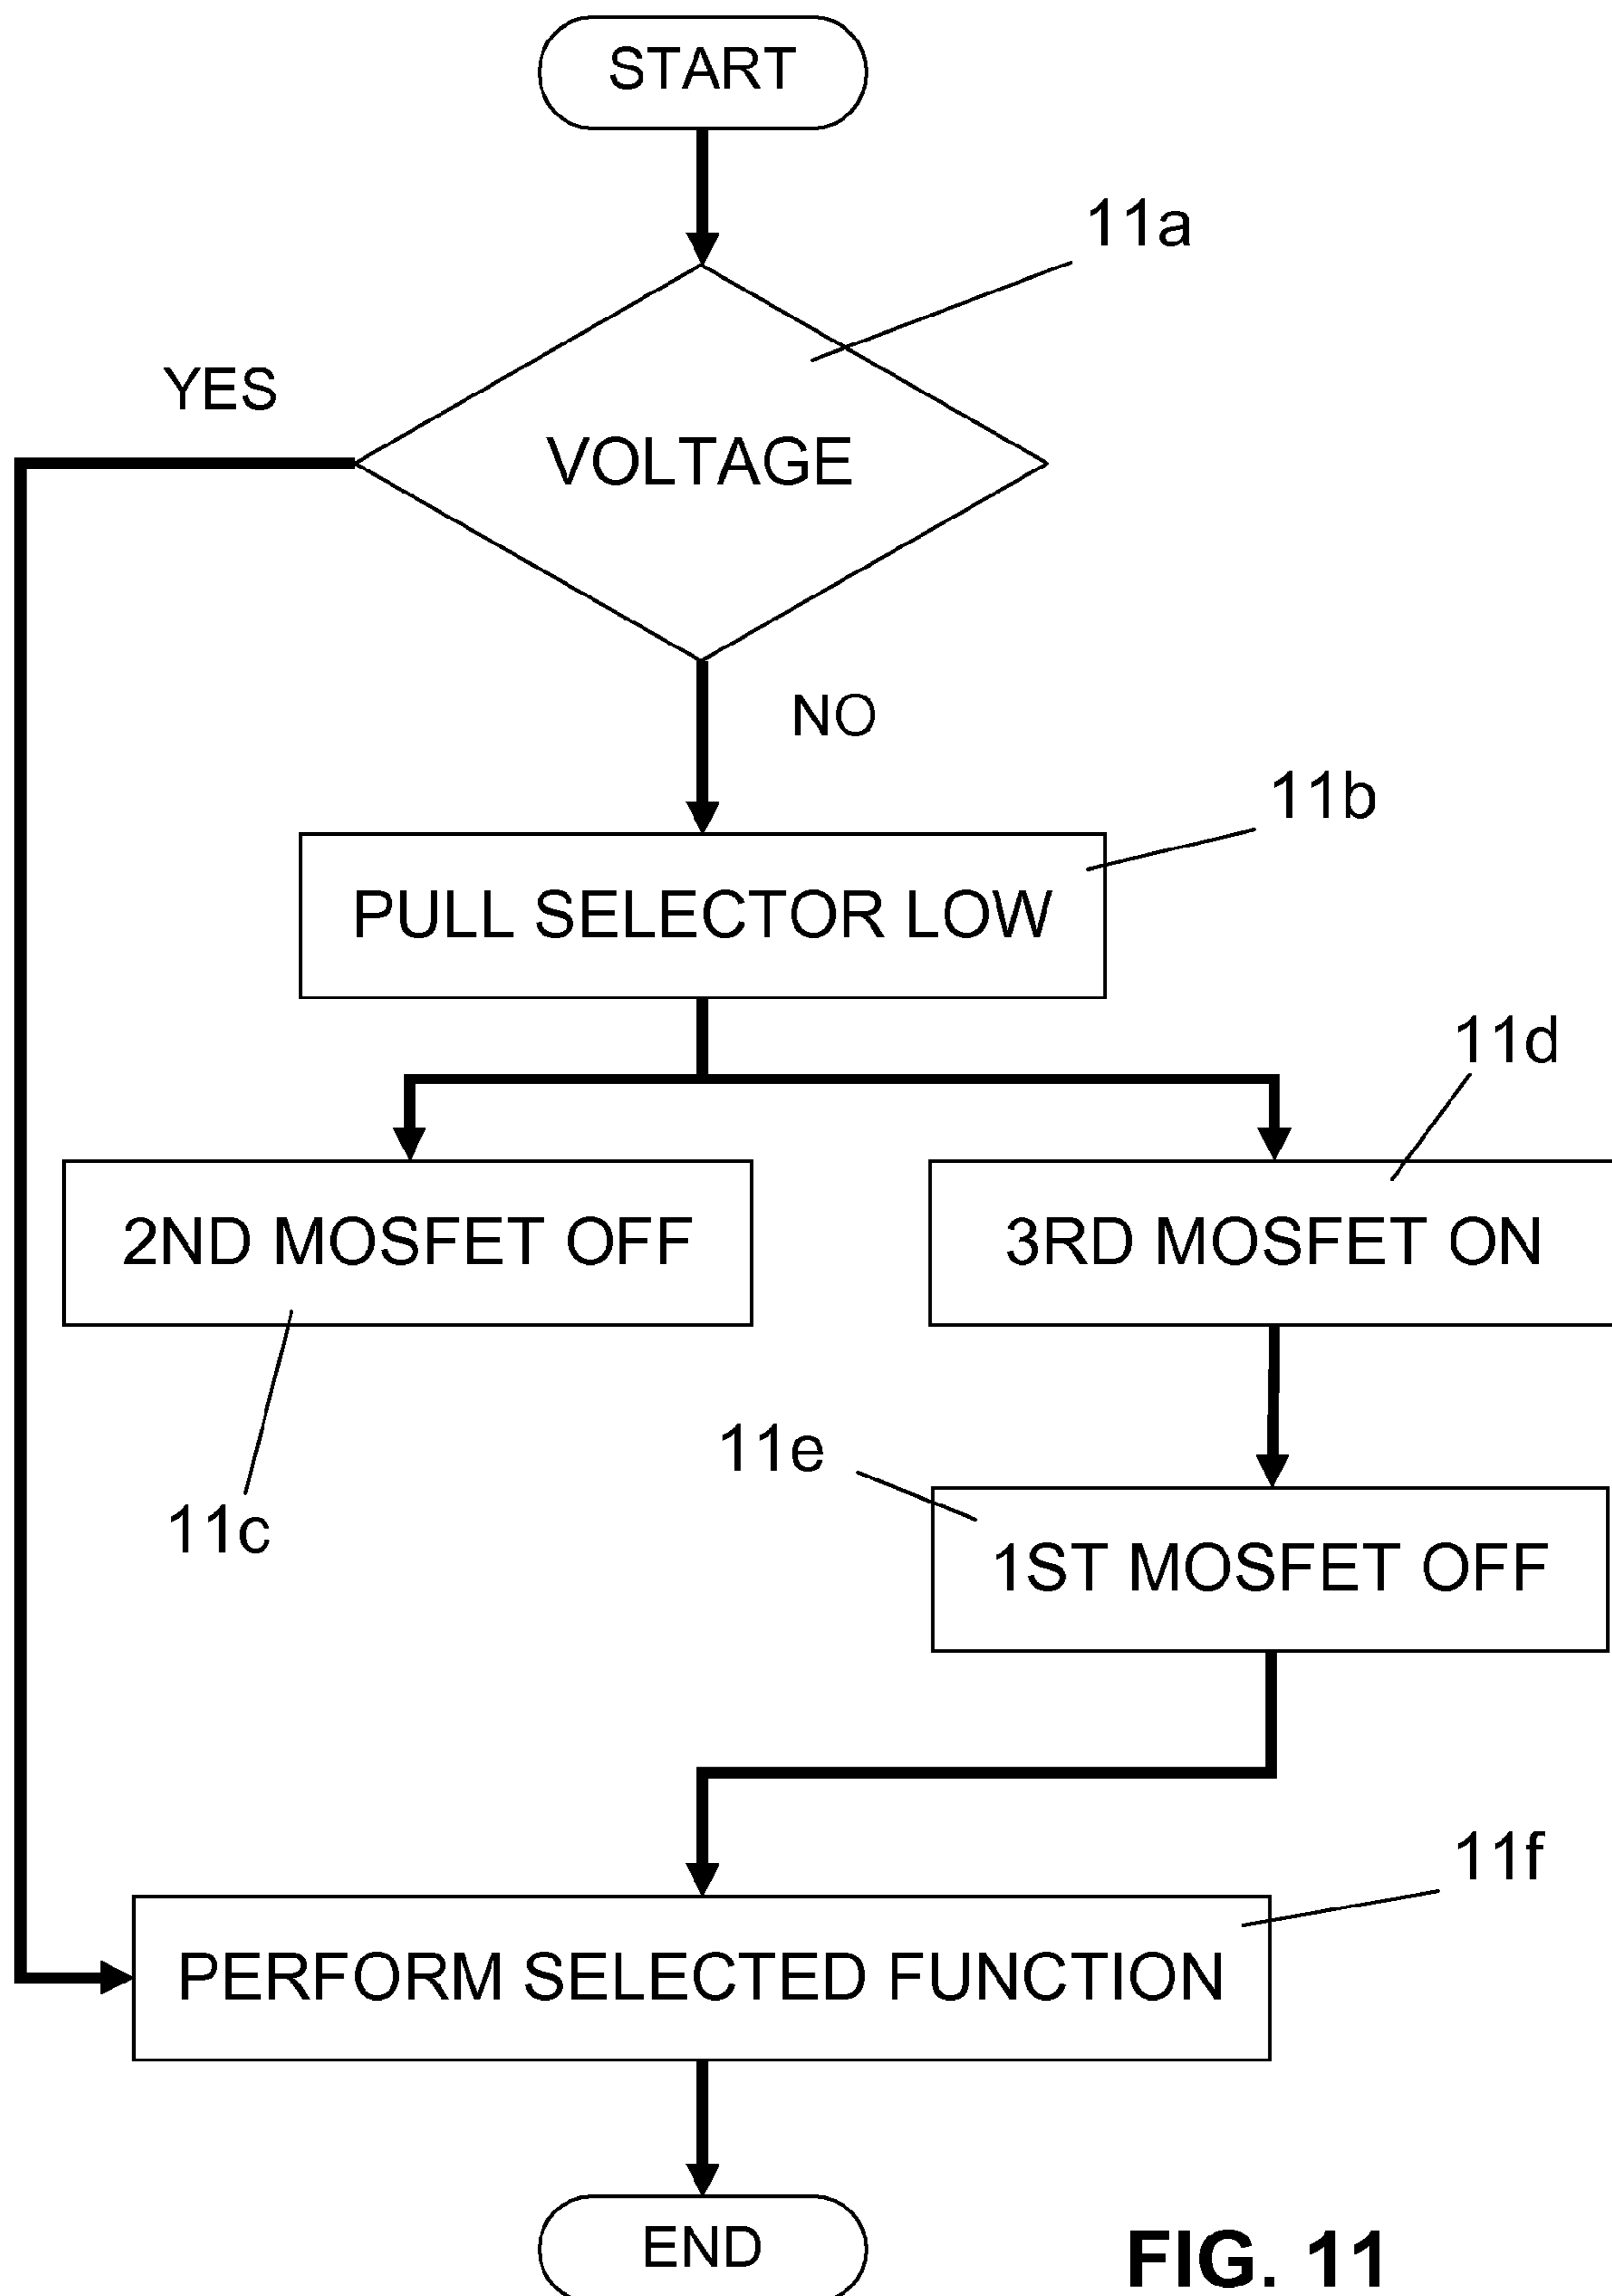 START
11a
YES
VOLTAGE
NO
11b
PULL SELECTOR LOW
11d
2ND MOSFET OFF
3RD MOSFET ON
11e
11c
1ST MOSFET OFF
11f
PERFORM SELECTED FUNCTION
END
FIG. 11